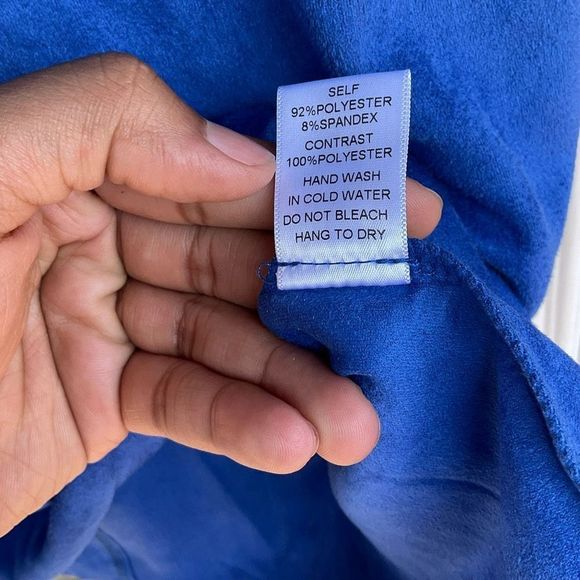 SELF
92%POLYESTER
8%SPANDEX
CONTRAST
100%POLYESTER
HAND WASH
IN COLD WATER
DO NOT BLEACH
HANG TO DRY